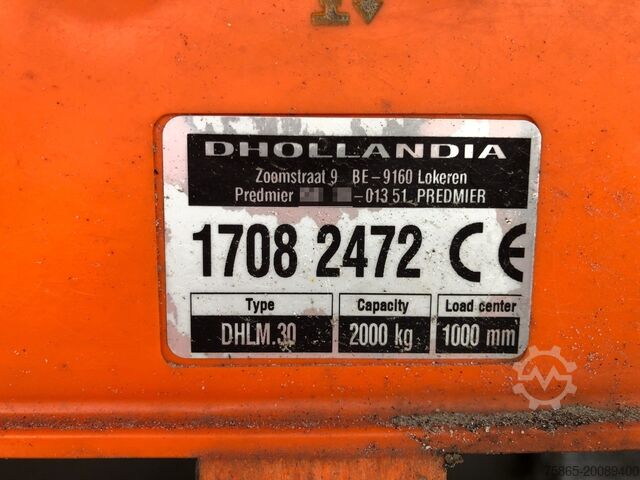 DHOLLANDIA
Zoomstraat 9 BE-9160 Lokeren
Predmier -013 51 PREDMIER
1708 2472 CE
Type Capacity Load center
DHLM.30 2000 kg 1000 mm
75865-20089400